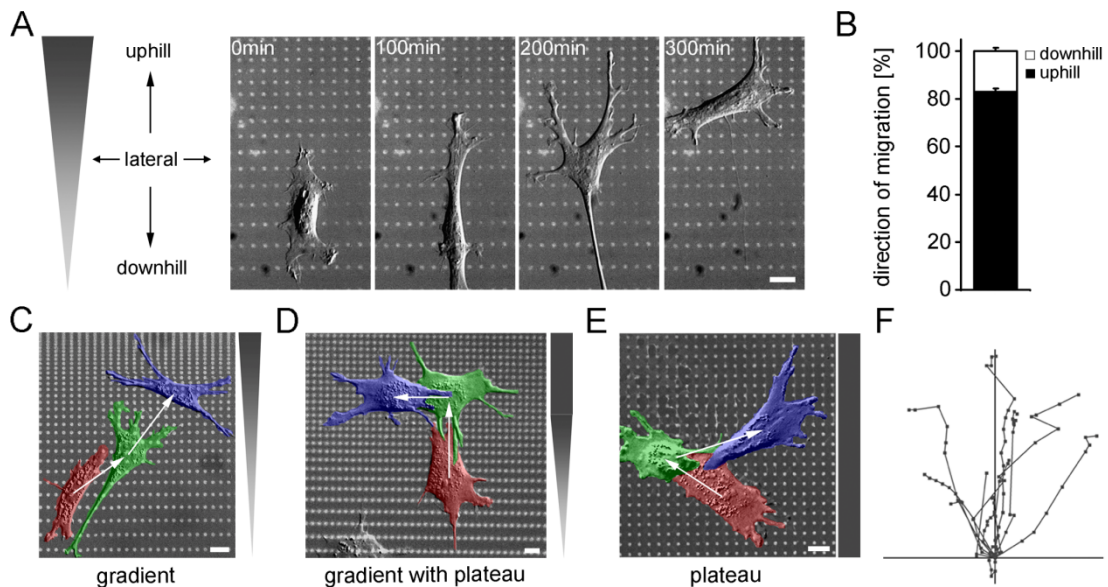 A
uphill
lateral
downhill
0min
100min
200min
300min
B
direction of migration [%]
100
80
60
40
20
0
downhill
uphill
C
gradient
D
gradient with plateau
E
plateau
F